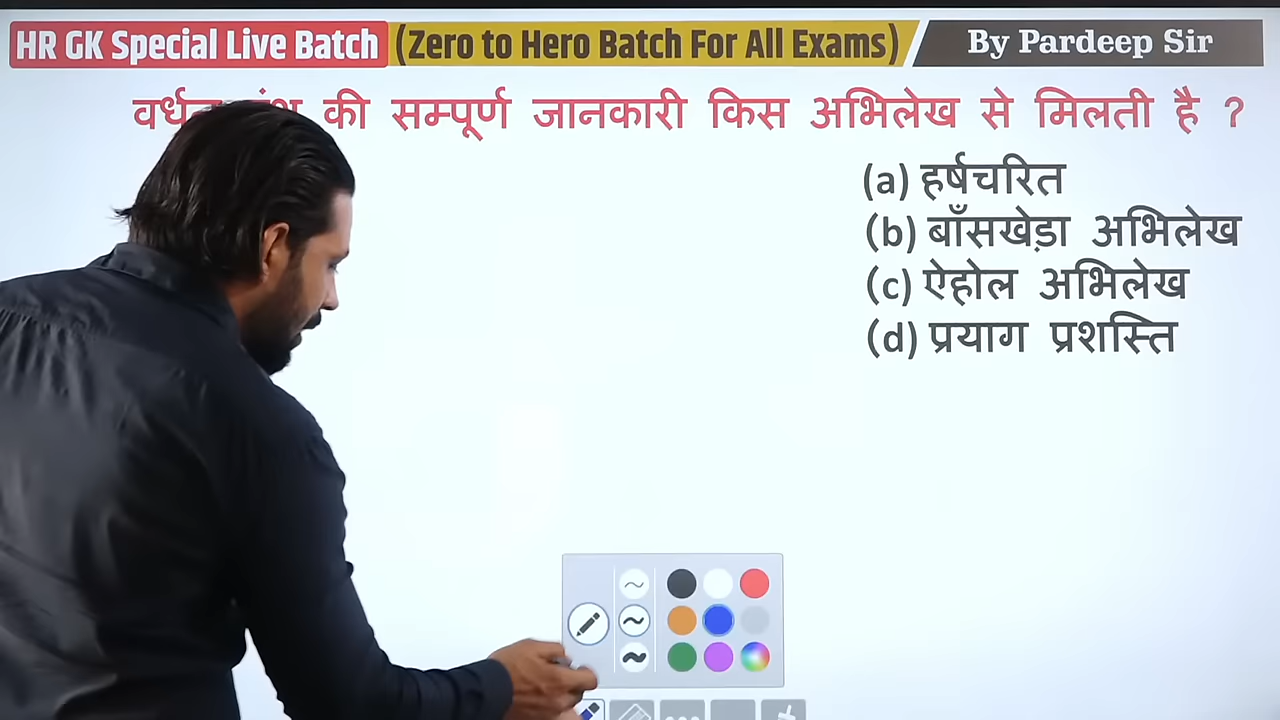 HR GK Special Live Batch (Zero to Hero Batch For All Exams) By Pardeep Sir
की सम्पूर्ण जानकारी किस अभिलेख से मिलती है ?
(a) हर्षचरित
(b) बाँसखेड़ा अभिलेख
(c) ऐहोल अभिलेख
(d) प्रयाग प्रशस्ति